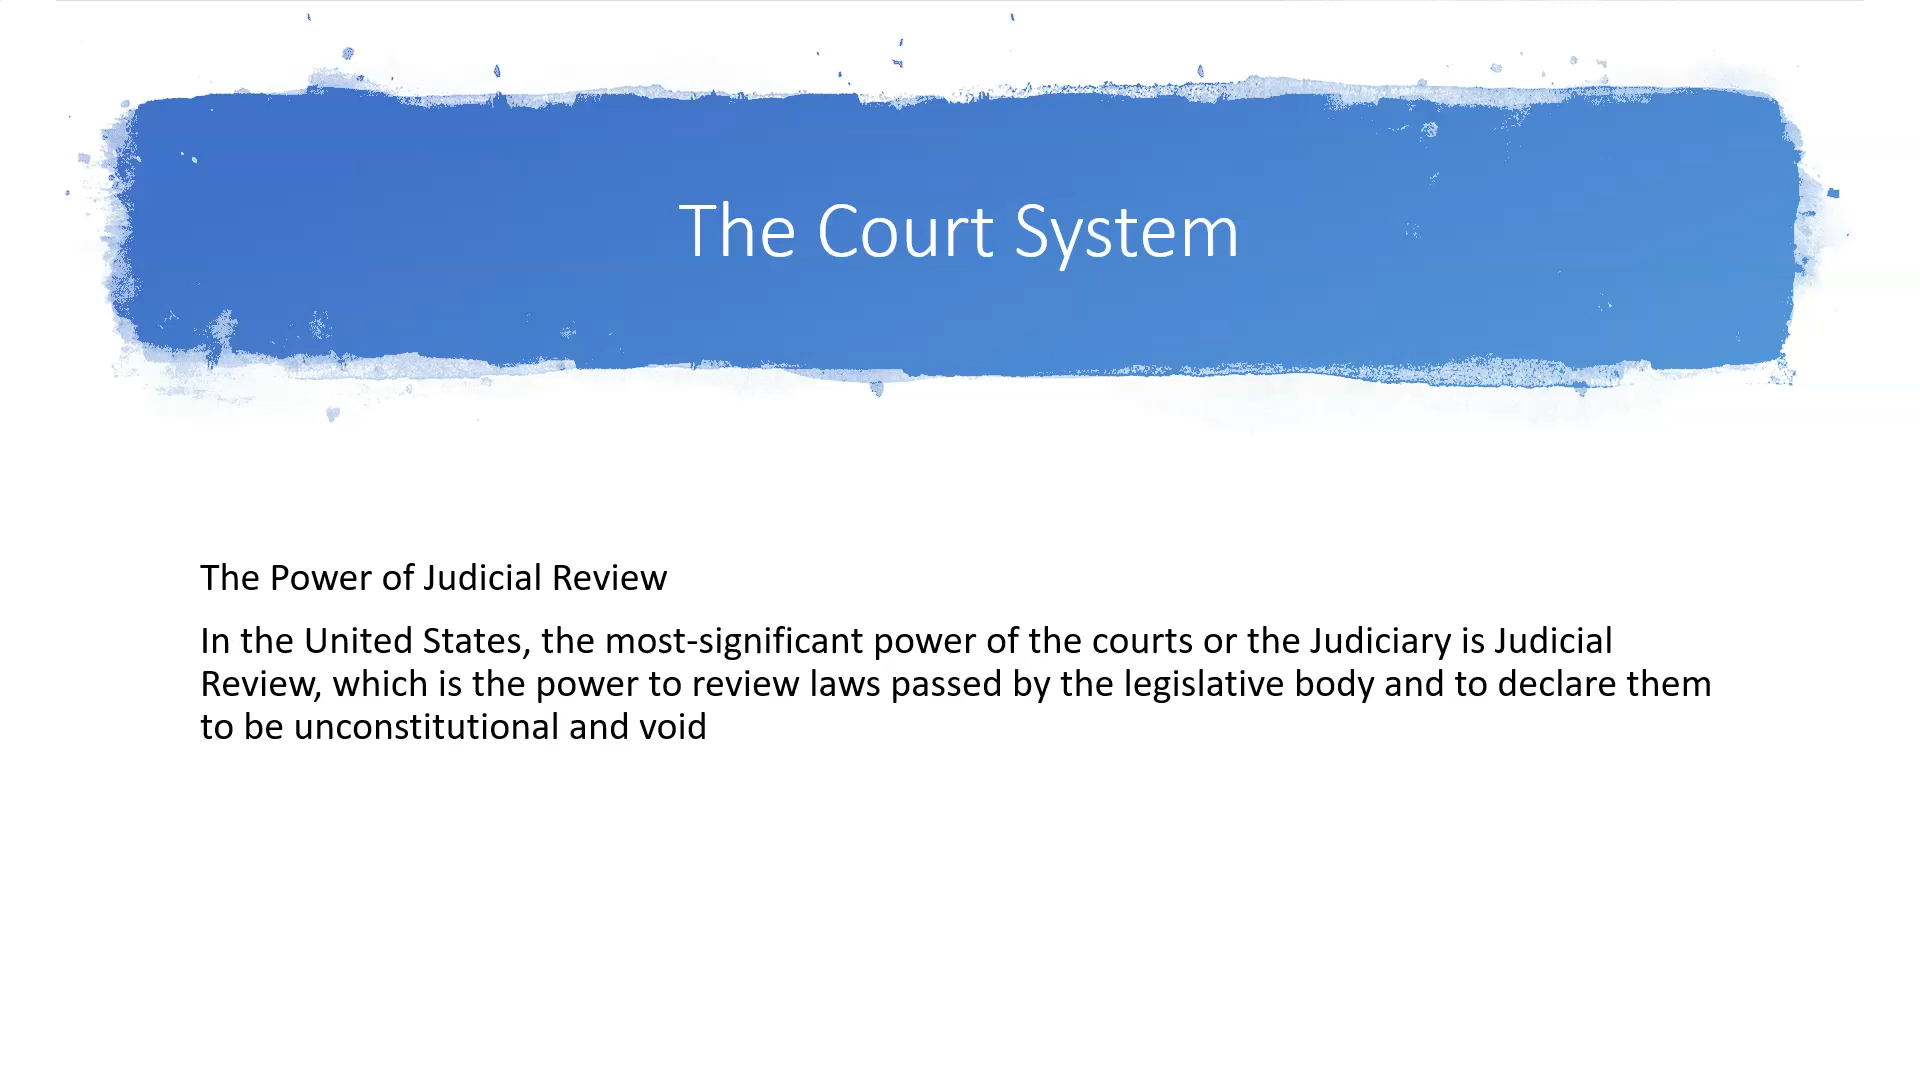 The Court System
The Power of Judicial Review
In the United States, the most-significant power of the courts or the Judiciary is Judicial
Review, which is the power to review laws passed by the legislative body and to declare them
to be unconstitutional and void